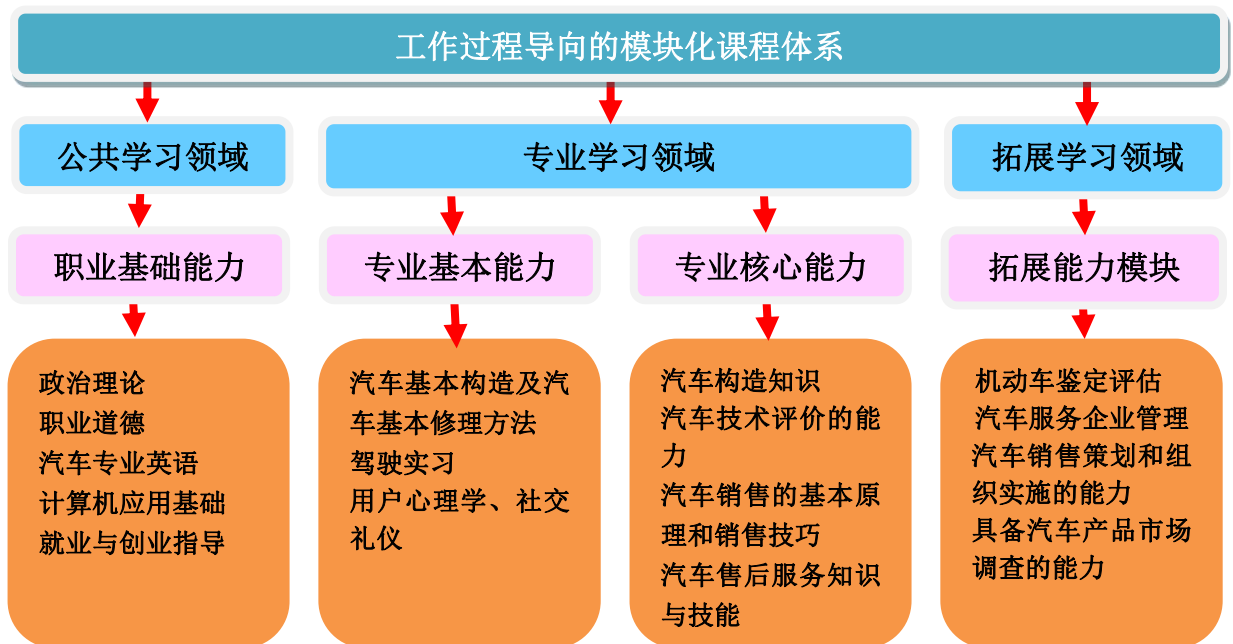 工作过程导向的模块化课程体系
公共学习领域
专业学习领域
拓展学习领域
职业基础能力
专业基本能力
专业核心能力
拓展能力模块
政治理论
职业道德
汽车专业英语
计算机应用基础
就业与创业指导
汽车基本构造及汽
车基本修理方法
驾驶实习
用户心理学、社交
礼仪
汽车构造知识
汽车技术评价的能
力
汽车销售的基本原
理和销售技巧
汽车售后服务知识
与技能
机动车鉴定评估
汽车服务企业管理
汽车销售策划和组
织实施的能力
具备汽车产品市场
调查的能力